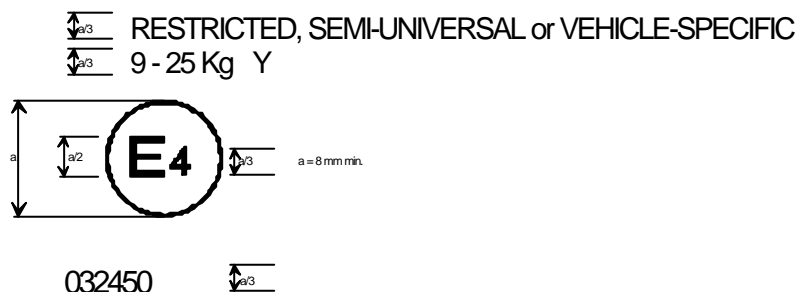 a/3 RESTRICTED, SEMI-UNIVERSAL or VEHICLE-SPECIFIC
a/3 9 - 25 Kg Y
a a/2 E4 a/3 a = 8 mm min.
032450 a/3